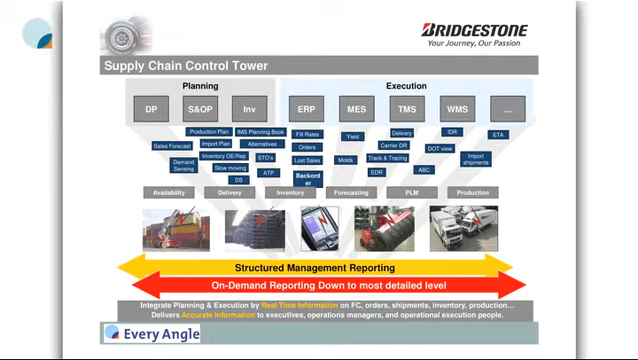 BRIDGESTONE
Your Journey, Our Passion
Supply Chain Control Tower
Planning
Execution
DP
S&OP
Inv
ERP
MES
TMS
WMS
...
Production Plan
IMS Planning Book
Fill Rates
Yield
Delivery
IDR
ETA
Sales Forecast
Import Plan
Alternatives
Orders
Carrier DR
DOT view
Demand
Sensing
Inventory OE/Rep
STO's
Lost Sales
Molds
Track & Tracing
Import
shipments
Slow moving
ATP
Backord
er
EDR
ABC
DS
Availability
Delivery
Inventory
Forecasting
PLM
Production
Structured Management Reporting
On-Demand Reporting Down to most detailed level
Integrate Planning & Execution by Real Time Information on FC, orders, shipments, inventory, production…
Delivers Accurate Information to executives, operations managers, and operational execution people.
Every Angle